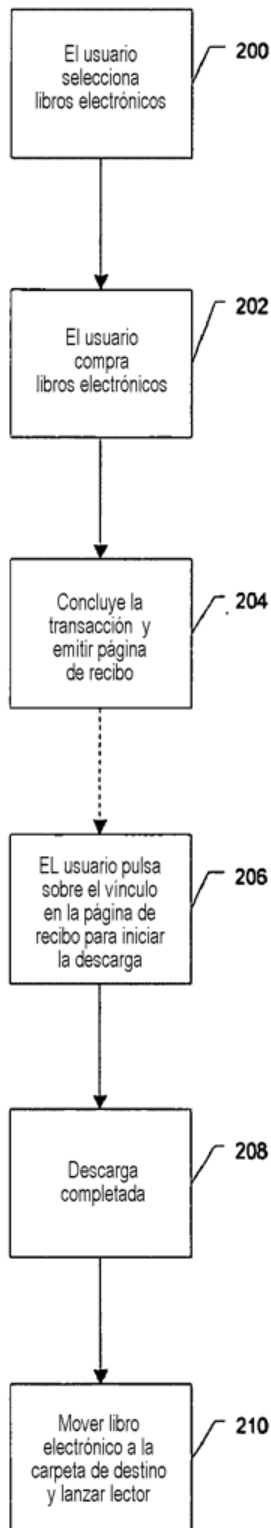 El usuario
selecciona
libros electrónicos
200
El usuario
compra
libros electrónicos
202
Concluye la
transacción y
emitir página
de recibo
204
EL usuario pulsa
sobre el vínculo
en la página de
recibo para iniciar
la descarga
206
Descarga
completada
208
Mover libro
electrónico a la
carpeta de destino
y lanzar lector
210